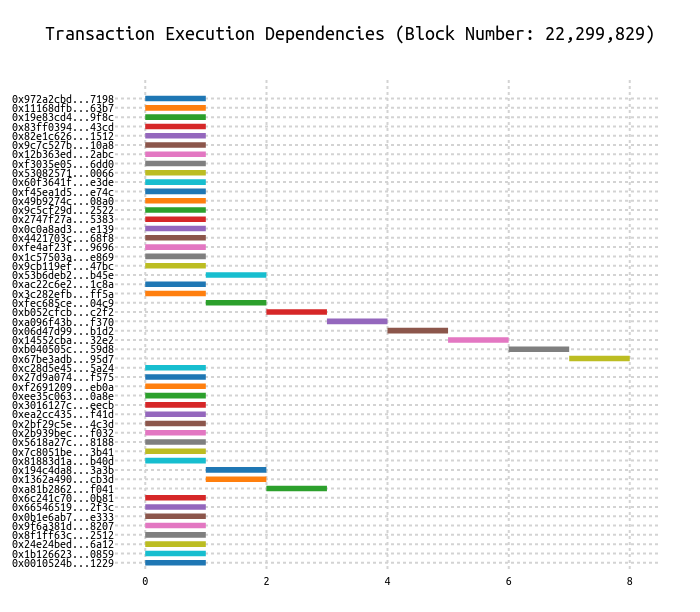 Transaction Execution Dependencies (Block Number: 22,299,829)
0x972a2cbd...7198
0x11168dfb...63b7
0x19e83cd4...9f8c
0x83ff0394...43cd
0x82e1c626...1512
0x9c7c527b...10a8
0x12b363ed...2abc
0xf3035e05...6dd0
0x53082571...0066
0x60f3641f...e3de
0xf45ea1d5...e74c
0x49b9274c...08a0
0x9c5cf29d...2522
0x2747f27a...5383
0x0c0a8ad3...e139
0x4421703c...68f8
0xfe4af23f...9696
0x1c57503a...e869
0x9cb119ef...47bc
0x53b6deb2...b45e
0xac22c6e2...1c8a
0x3c282efb...ff5a
0xfec685ce...04c9
0xb052cfcb...c2f2
0xa096f43b...f370
0x06d47d99...b1d2
0x14552cba...32e2
0xb040505c...59d8
0x67be3adb...95d7
0xc28d5e45...5a24
0x27d9a074...f575
0xf2691209...eb0a
0xee35c063...0a8e
0x3016127c...eecb
0xea2cc435...f41d
0x2bf29c5e...4c3d
0x2b939bec...f032
0x5618a27c...8188
0x7c8051be...3b41
0x81883d1a...b40d
0x194c4da8...3a3b
0x1362a490...cb3d
0xa81b2862...f041
0x6c241c70...0b81
0x66546519...2f3c
0x0b1e6ab7...e333
0x9f6a381d...8207
0x8f1ff63c...2512
0x24e24bed...6a12
0x1b126623...0859
0x0010524b...1229
0 2 4 6 8